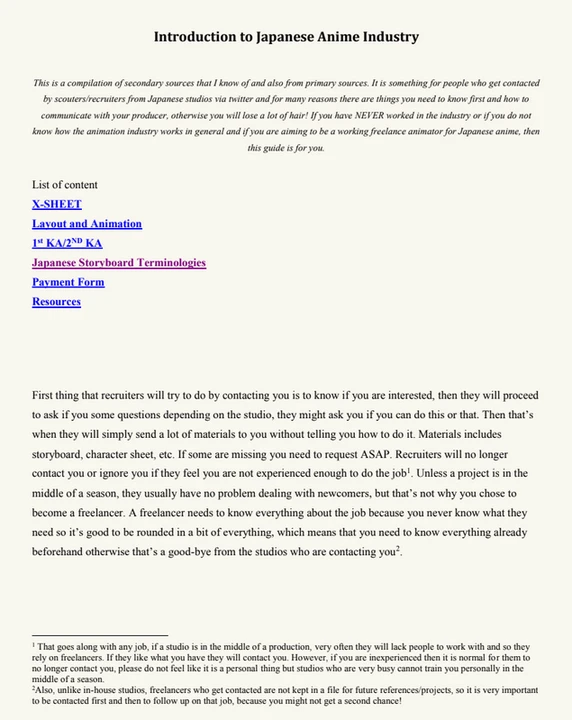 Introduction to Japanese Anime Industry
This is a compilation of secondary sources that I know of and also from primary sources. It is something for people who get contacted
by scouters/recruiters from Japanese studios via twitter and for many reasons there are things you need to know first and how to
communicate with your producer, otherwise you will lose a lot of hair! If you have NEVER worked in the industry or if you do not
know how the animation industry works in general and if you are aiming to be a working freelance animator for Japanese anime, then
this guide is for you.
List of content
X-SHEET
Layout and Animation
1st KA/2ND KA
Japanese Storyboard Terminologies
Payment Form
Resources
First thing that recruiters will try to do by contacting you is to know if you are interested, then they will proceed
to ask if you some questions depending on the studio, they might ask you if you can do this or that. Then that's
when they will simply send a lot of materials to you without telling you how to do it. Materials includes
storyboard, character sheet, etc. If some are missing you need to request ASAP. Recruiters will no longer
contact you or ignore you if they feel you are not experienced enough to do the job1. Unless a project is in the
middle of a season, they usually have no problem dealing with newcomers, but that's not why you chose to
become a freelancer. A freelancer needs to know everything about the job because you never know what they
need so it's good to be rounded in a bit of everything, which means that you need to know everything already
beforehand otherwise that's a good-bye from the studios who are contacting you2.
1 That goes along with any job, if a studio is in the middle of a production, very often they will lack people to work with and so they
rely on freelancers. If they like what you have they will contact you. However, if you are inexperienced then it is normal for them to
no longer contact you, please do not feel like it is a personal thing but studios who are very busy cannot train you personally in the
middle of a season.
2Also, unlike in-house studios, freelancers who get contacted are not kept in a file for future references/projects, so it is very important
to be contacted first and then to follow up on that job, because you might not get a second chance!